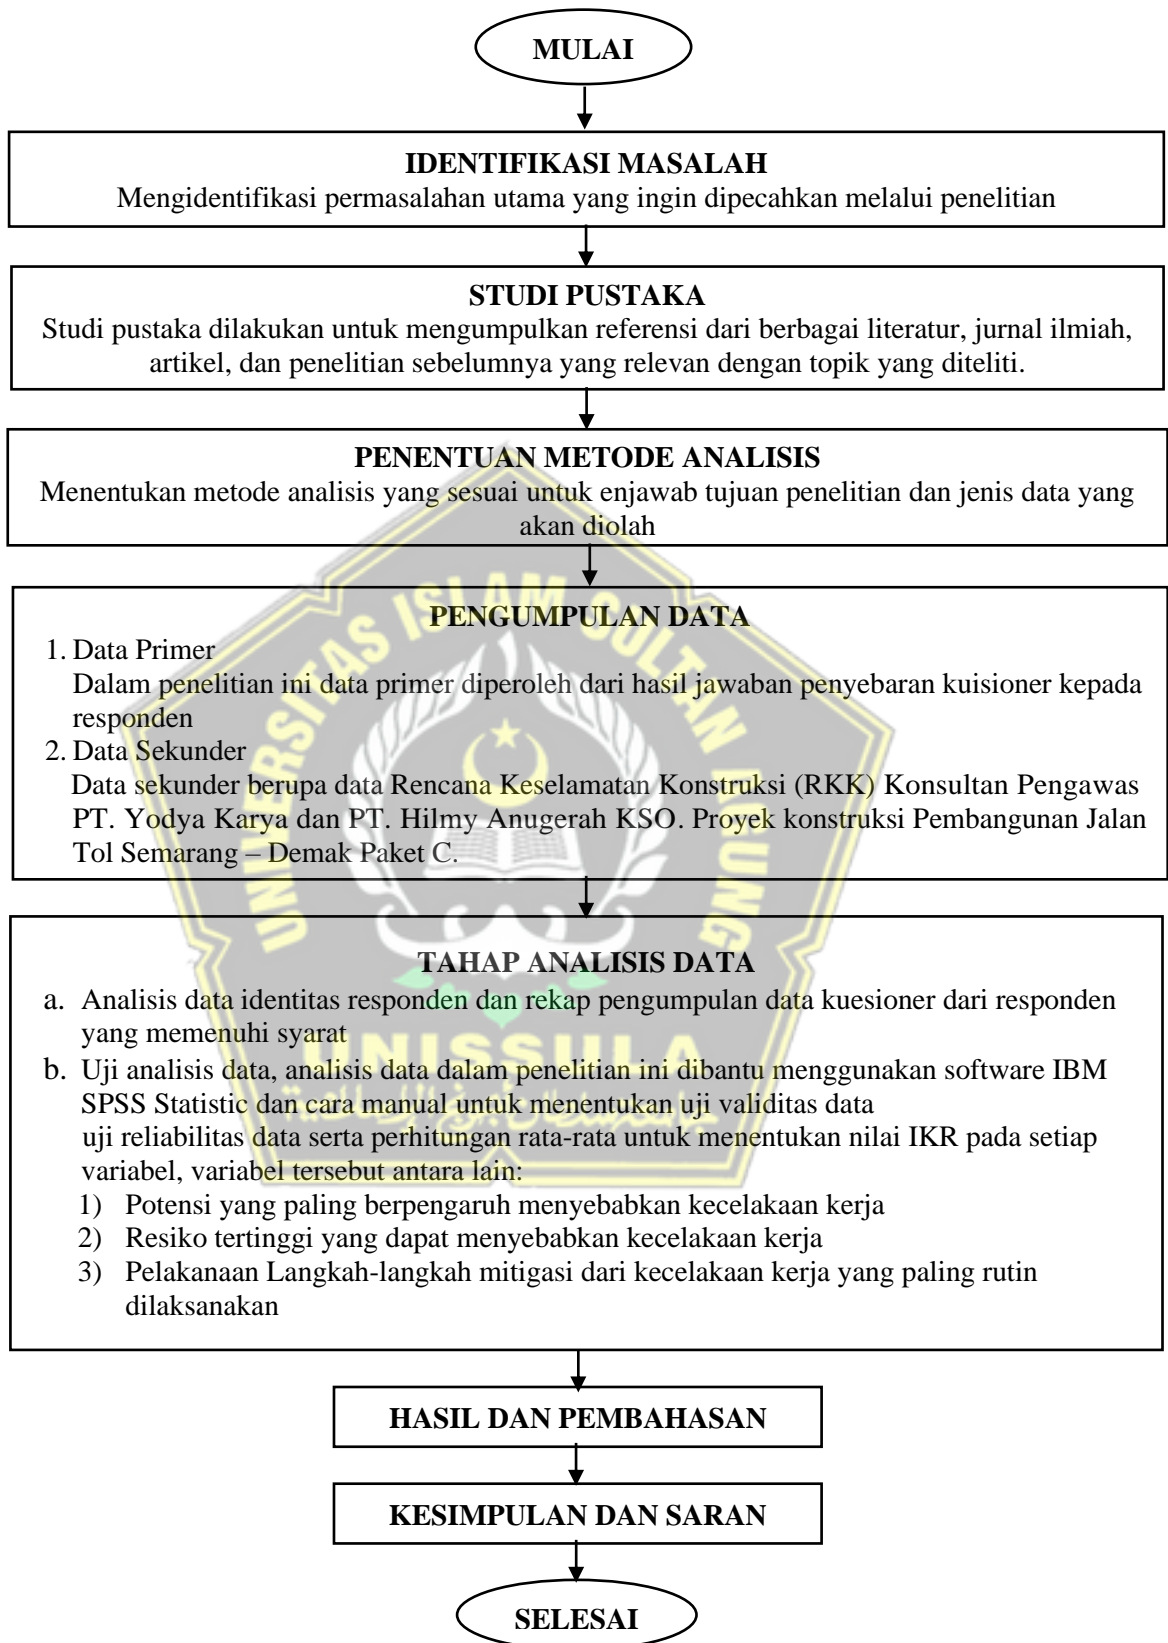 MULAI
IDENTIFIKASI MASALAH
Mengidentifikasi permasalahan utama yang ingin dipecahkan melalui penelitian
STUDI PUSTAKA
Studi pustaka dilakukan untuk mengumpulkan referensi dari berbagai literatur, jurnal ilmiah,
artikel, dan penelitian sebelumnya yang relevan dengan topik yang diteliti.
PENENTUAN METODE ANALISIS
Menentukan metode analisis yang sesuai untuk enjawab tujuan penelitian dan jenis data yang
akan diolah
PENGUMPULAN DATA
1. Data Primer
Dalam penelitian ini data primer diperoleh dari hasil jawaban penyebaran kuisioner kepada
responden
2. Data Sekunder
Data sekunder berupa data Rencana Keselamatan Konstruksi (RKK) Konsultan Pengawas
PT. Yodya Karya dan PT. Hilmy Anugerah KSO. Proyek konstruksi Pembangunan Jalan
Tol Semarang – Demak Paket C.
TAHAP ANALISIS DATA
a. Analisis data identitas responden dan rekap pengumpulan data kuesioner dari responden
yang memenuhi syarat
b. Uji analisis data, analisis data dalam penelitian ini dibantu menggunakan software IBM
SPSS Statistic dan cara manual untuk menentukan uji validitas data
uji reliabilitas data serta perhitungan rata-rata untuk menentukan nilai IKR pada setiap
variabel, variabel tersebut antara lain:
1) Potensi yang paling berpengaruh menyebabkan kecelakaan kerja
2) Resiko tertinggi yang dapat menyebabkan kecelakaan kerja
3) Pelakanaan Langkah-langkah mitigasi dari kecelakaan kerja yang paling rutin
dilaksanakan
HASIL DAN PEMBAHASAN
KESIMPULAN DAN SARAN
SELESAI
UNIVERSITAS ISLAM SULTAN AGUNG
UNISSULA
جامعة سلطان أجونج الإسلامية